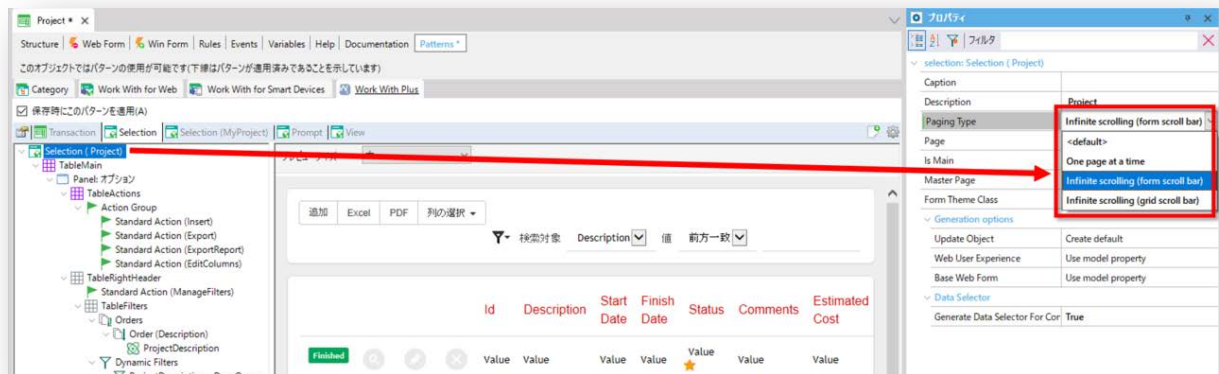 Project *
Structure Web Form Win Form Rules Events Variables Help Documentation Patterns *
このオブジェクトではパターンの使用が可能です(下線はパターンが適用済みであることを示しています)
Category Work With for Web Work With for Smart Devices Work With Plus
保存時にこのパターンを適用(A)
Transaction Selection Selection (MyProject) Prompt View
Selection ( Project)
TableMain
Panel: オプション
TableActions
Action Group
Standard Action (Insert)
Standard Action (Export)
Standard Action (ExportReport)
Standard Action (EditColumns)
TableRightHeader
Standard Action (ManageFilters)
TableFilters
Orders
Order (Description)
ProjectDescription
Dynamic Filters
追加 Excel PDF 列の選択
検索対象 Description 値 前方一致
Id Description Start Date Finish Date Status Comments Estimated Cost
Finished Value Value Value Value Value Value Value
プロパティ
フィルタ
selection: Selection ( Project)
Caption
Description Project
Paging Type Infinite scrolling (form scroll bar)
<default>
Page One page at a time
Is Main
Infinite scrolling (form scroll bar)
Master Page
Infinite scrolling (grid scroll bar)
Form Theme Class
Generation options
Update Object Create default
Web User Experience Use model property
Base Web Form Use model property
Data Selector
Generate Data Selector For Cor True